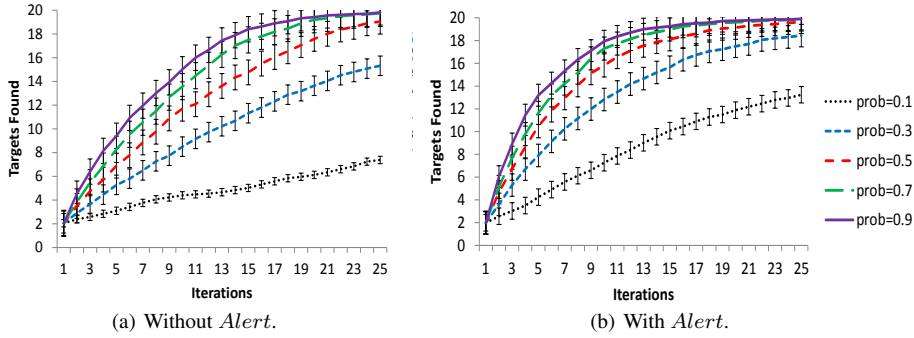 20
18
16
14
12
10
8
6
4
2
0
Targets Found
1 3 5 7 9 11 13 15 17 19 21 23 25
Iterations
(a) Without Alert.
20
18
16
14
12
10
8
6
4
2
0
Targets Found
1 3 5 7 9 11 13 15 17 19 21 23 25
Iterations
(b) With Alert.
prob=0.1
prob=0.3
prob=0.5
prob=0.7
prob=0.9